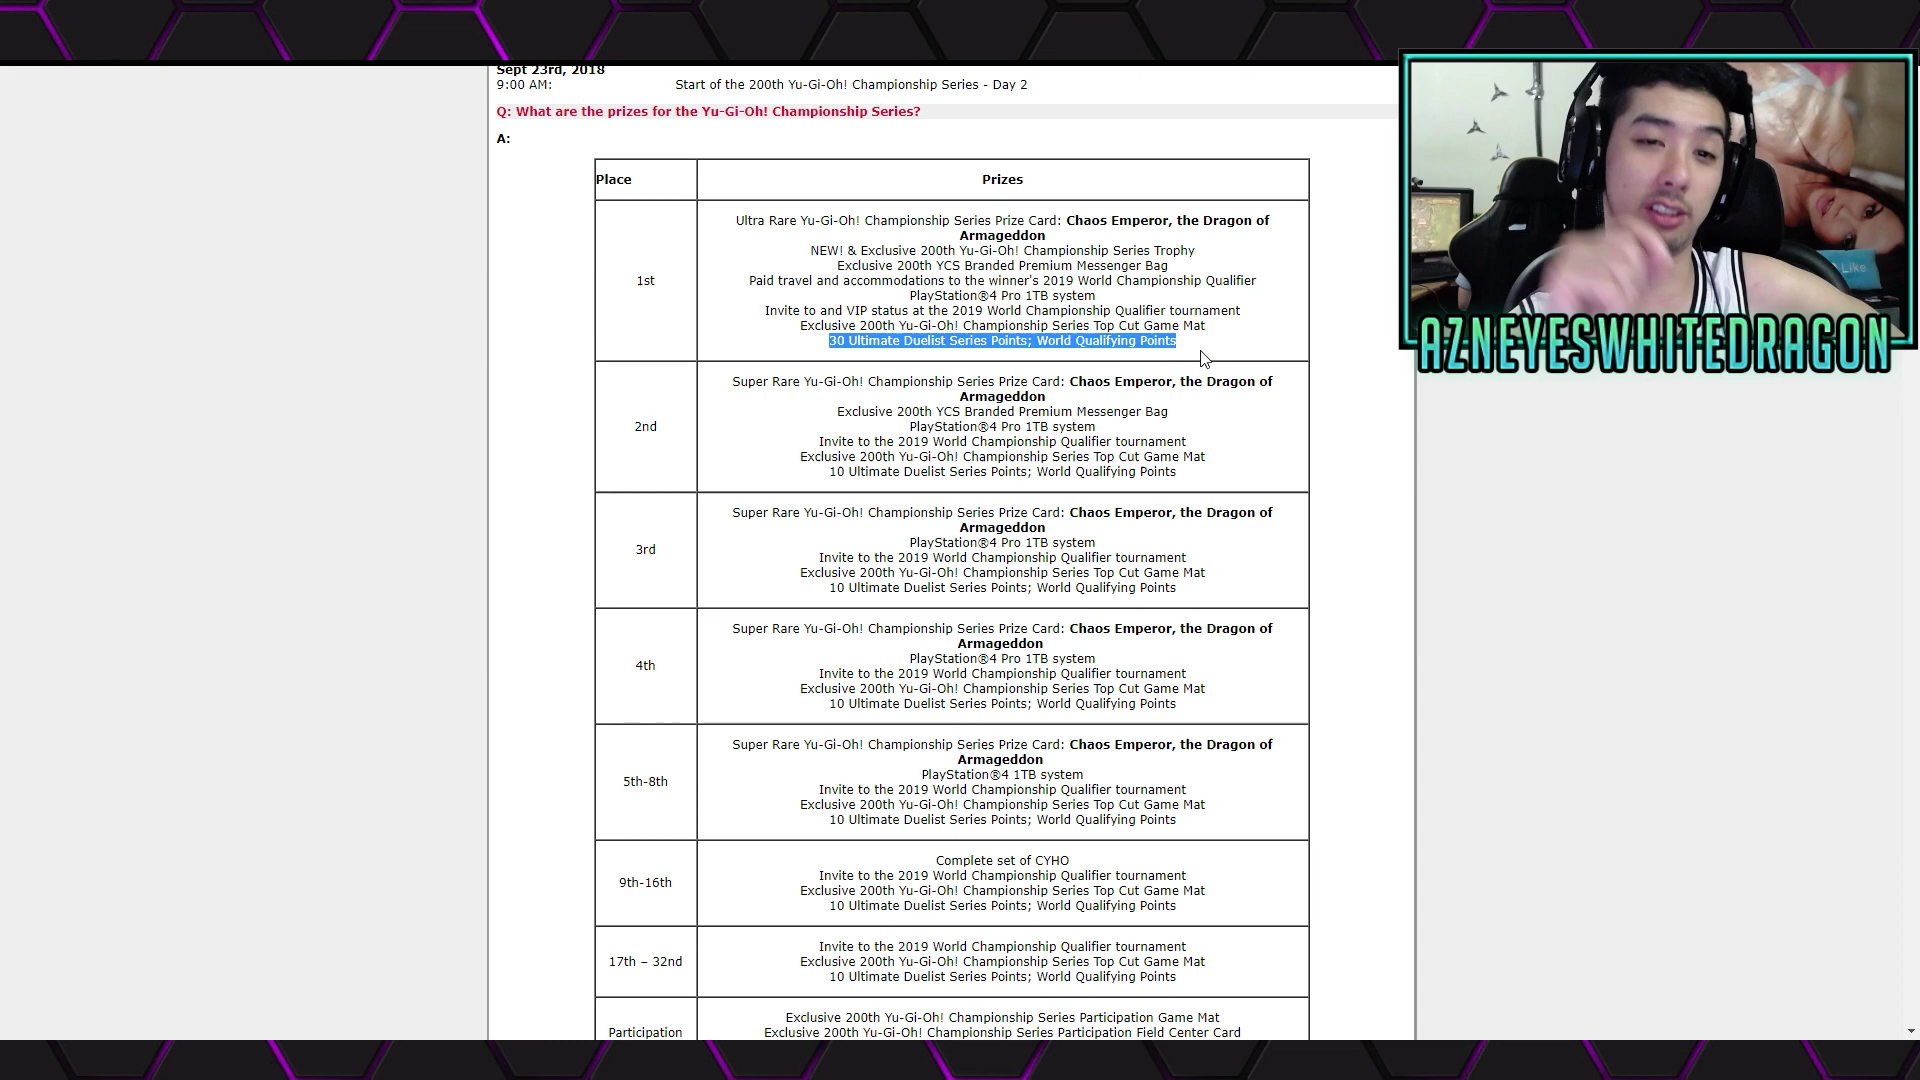 Sept 23rd, 2018
9:00 AM: Start of the 200th Yu-Gi-Oh! Championship Series - Day 2
Q: What are the prizes for the Yu-Gi-Oh! Championship Series?
A:
Place Prizes
1st
Ultra Rare Yu-Gi-Oh! Championship Series Prize Card: Chaos Emperor, the Dragon of
Armageddon
NEW! & Exclusive 200th Yu-Gi-Oh! Championship Series Trophy
Exclusive 200th YCS Branded Premium Messenger Bag
Paid travel and accommodations to the winner's 2019 World Championship Qualifier
PlayStation®4 Pro 1TB system
Invite to and VIP status at the 2019 World Championship Qualifier tournament
Exclusive 200th Yu-Gi-Oh! Championship Series Top Cut Game Mat
30 Ultimate Duelist Series Points; World Qualifying Points
2nd
Super Rare Yu-Gi-Oh! Championship Series Prize Card: Chaos Emperor, the Dragon of
Armageddon
Exclusive 200th YCS Branded Premium Messenger Bag
PlayStation®4 Pro 1TB system
Invite to the 2019 World Championship Qualifier tournament
Exclusive 200th Yu-Gi-Oh! Championship Series Top Cut Game Mat
10 Ultimate Duelist Series Points; World Qualifying Points
3rd
Super Rare Yu-Gi-Oh! Championship Series Prize Card: Chaos Emperor, the Dragon of
Armageddon
PlayStation®4 Pro 1TB system
Invite to the 2019 World Championship Qualifier tournament
Exclusive 200th Yu-Gi-Oh! Championship Series Top Cut Game Mat
10 Ultimate Duelist Series Points; World Qualifying Points
4th
Super Rare Yu-Gi-Oh! Championship Series Prize Card: Chaos Emperor, the Dragon of
Armageddon
PlayStation®4 Pro 1TB system
Invite to the 2019 World Championship Qualifier tournament
Exclusive 200th Yu-Gi-Oh! Championship Series Top Cut Game Mat
10 Ultimate Duelist Series Points; World Qualifying Points
5th-8th
Super Rare Yu-Gi-Oh! Championship Series Prize Card: Chaos Emperor, the Dragon of
Armageddon
PlayStation®4 1TB system
Invite to the 2019 World Championship Qualifier tournament
Exclusive 200th Yu-Gi-Oh! Championship Series Top Cut Game Mat
10 Ultimate Duelist Series Points; World Qualifying Points
9th-16th
Complete set of CYHO
Invite to the 2019 World Championship Qualifier tournament
Exclusive 200th Yu-Gi-Oh! Championship Series Top Cut Game Mat
10 Ultimate Duelist Series Points; World Qualifying Points
17th – 32nd
Invite to the 2019 World Championship Qualifier tournament
Exclusive 200th Yu-Gi-Oh! Championship Series Top Cut Game Mat
10 Ultimate Duelist Series Points; World Qualifying Points
Participation
Exclusive 200th Yu-Gi-Oh! Championship Series Participation Game Mat
Exclusive 200th Yu-Gi-Oh! Championship Series Participation Field Center Card
Like
AZNEYESWHITEDRAGON